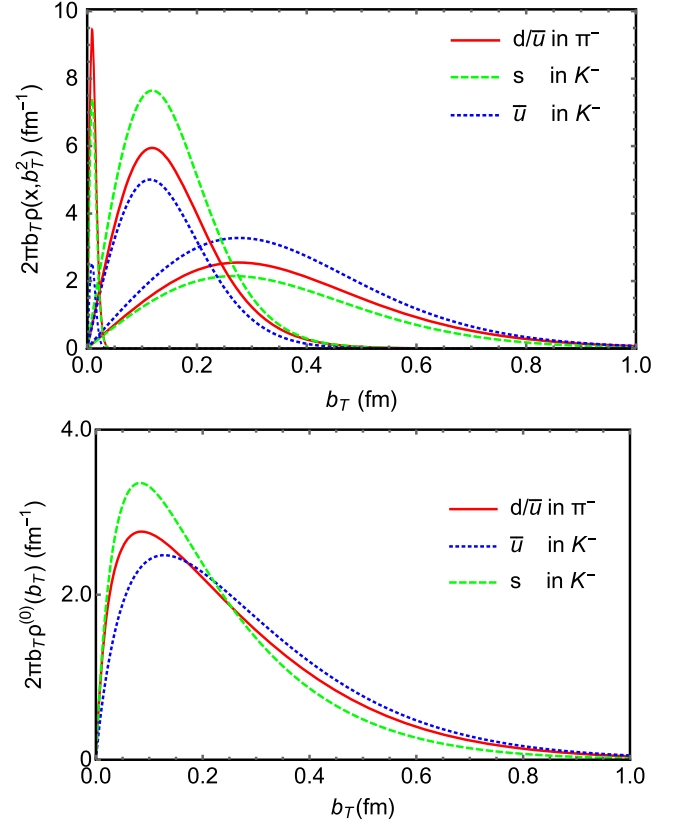 10
8
6
4
2
0
2πb_Tρ(x,b_T^2) (fm⁻¹)
d/u̅ in π⁻
s in K⁻
u̅ in K⁻
0.0 0.2 0.4 0.6 0.8 1.0
b_T (fm)
4.0
2.0
0
2πb_Tρ⁽⁰⁾(b_T) (fm⁻¹)
d/u̅ in π⁻
u̅ in K⁻
s in K⁻
0.0 0.2 0.4 0.6 0.8 1.0
b_T(fm)